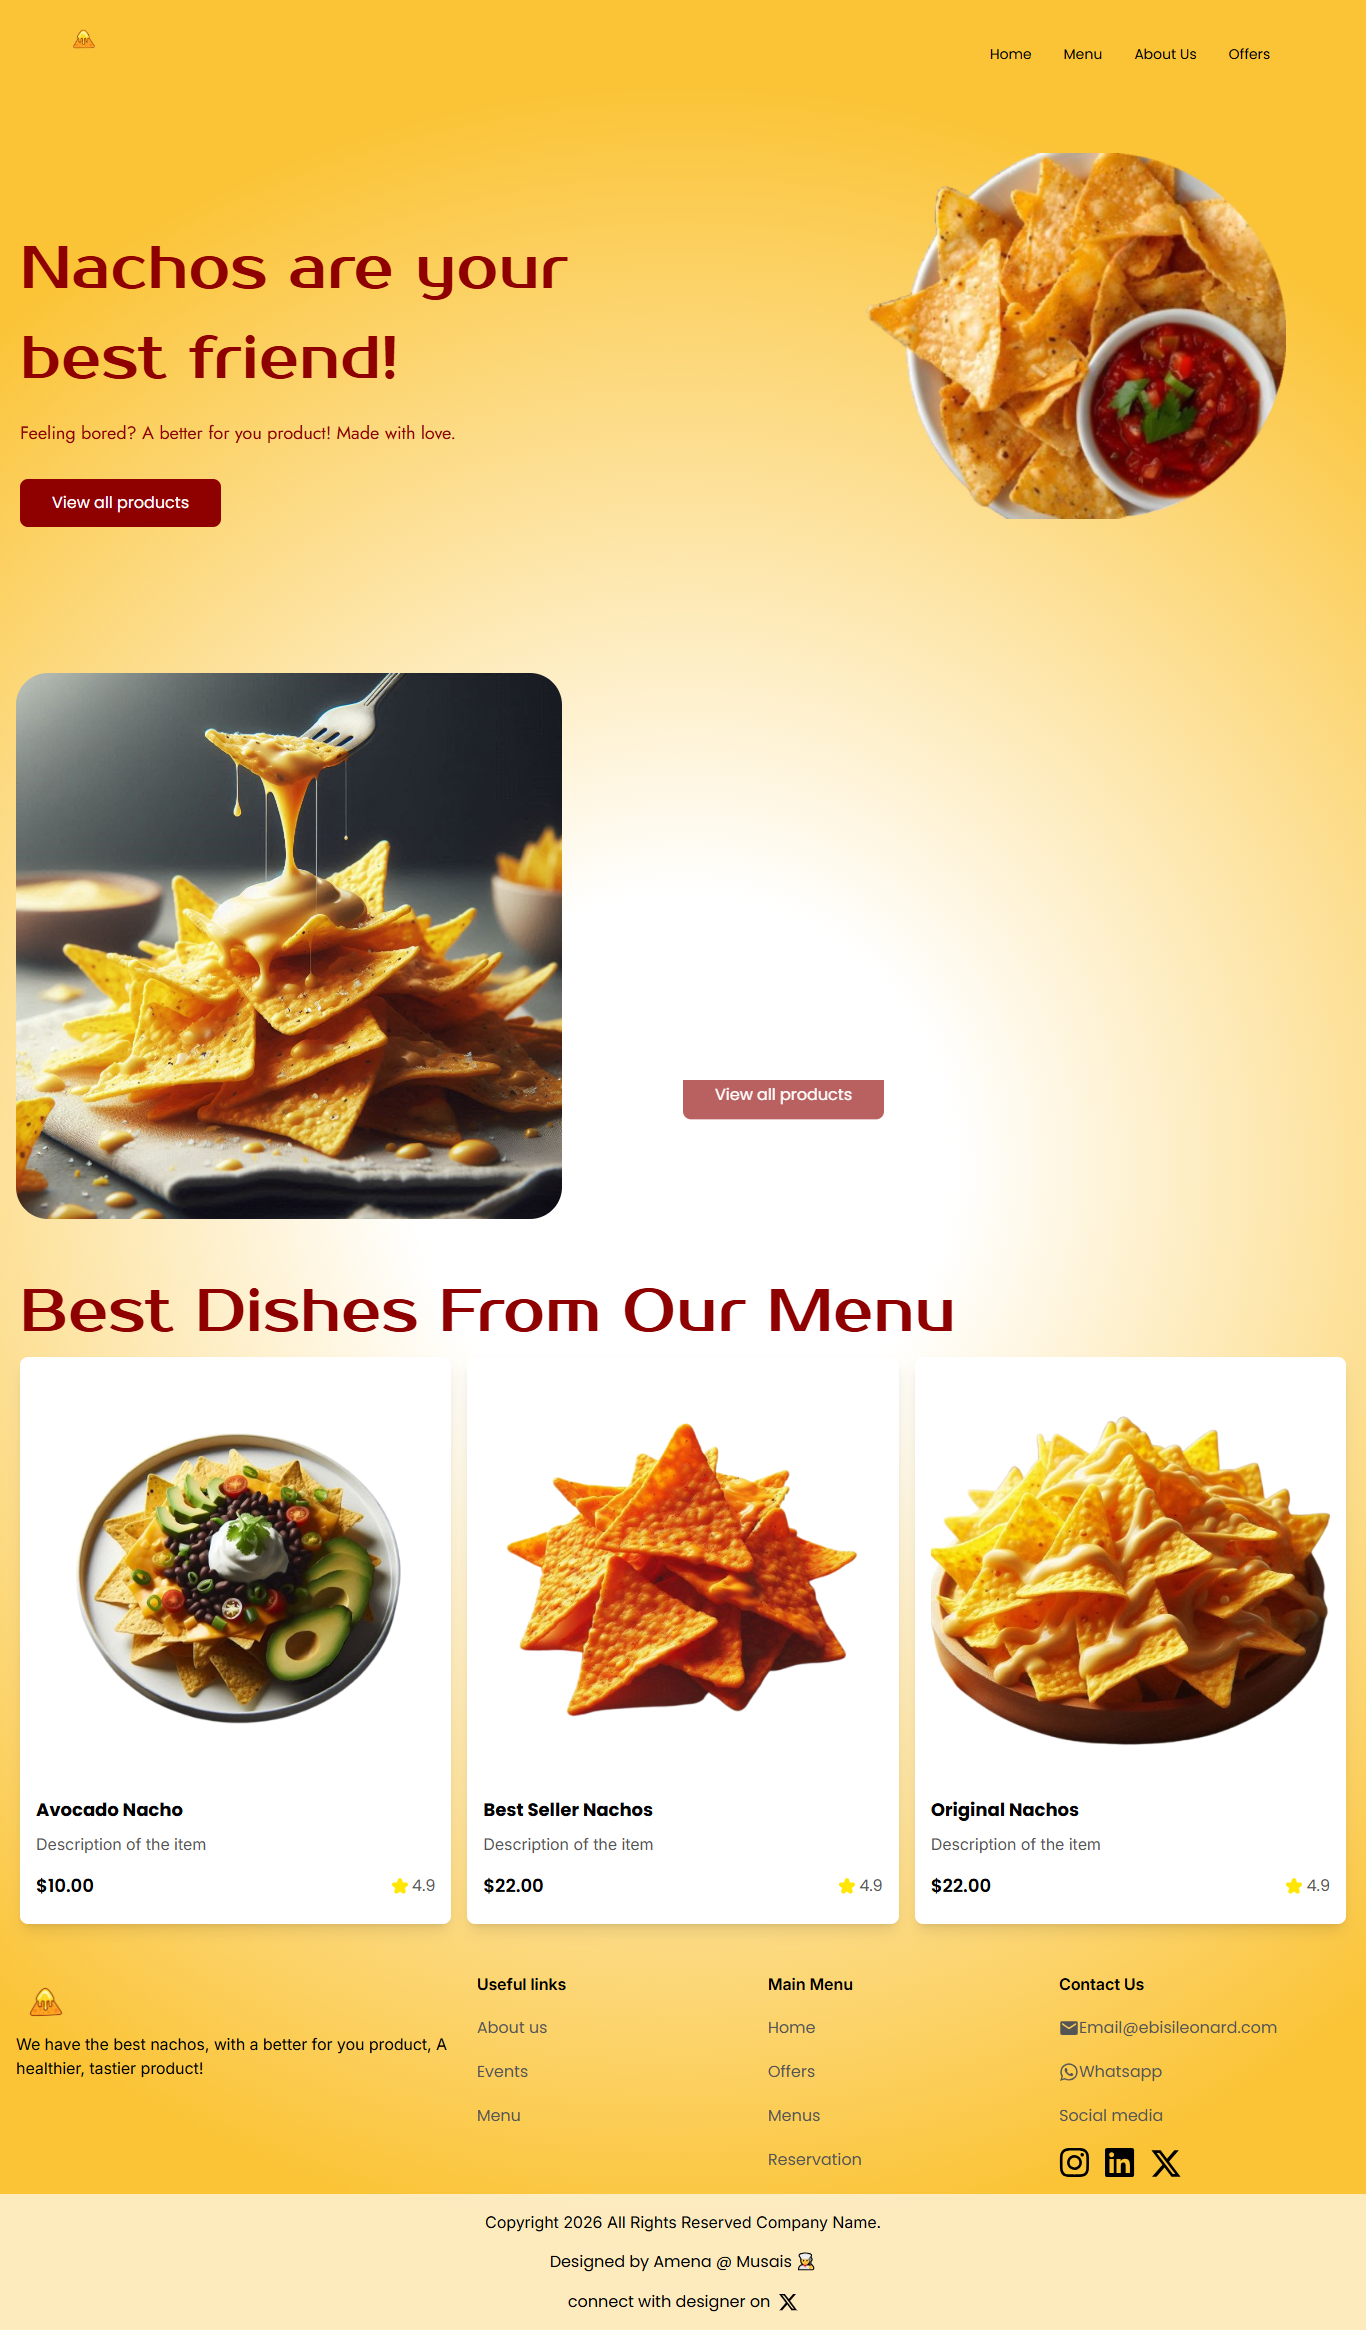 Home Menu About Us Offers
Nachos are your
best friend!
Feeling bored? A better for you product! Made with love.
View all products
View all products
Best Dishes From Our Menu
Avocado Nacho
Description of the item
$10.00 4.9
Best Seller Nachos
Description of the item
$22.00 4.9
Original Nachos
Description of the item
$22.00 4.9
We have the best nachos, with a better for you product, A
healthier, tastier product!
Useful links
About us
Events
Menu
Main Menu
Home
Offers
Menus
Reservation
Contact Us
Email@ebisileonard.com
Whatsapp
Social media
Copyright 2026 All Rights Reserved Company Name.
Designed by Amena @ Musais
connect with designer on